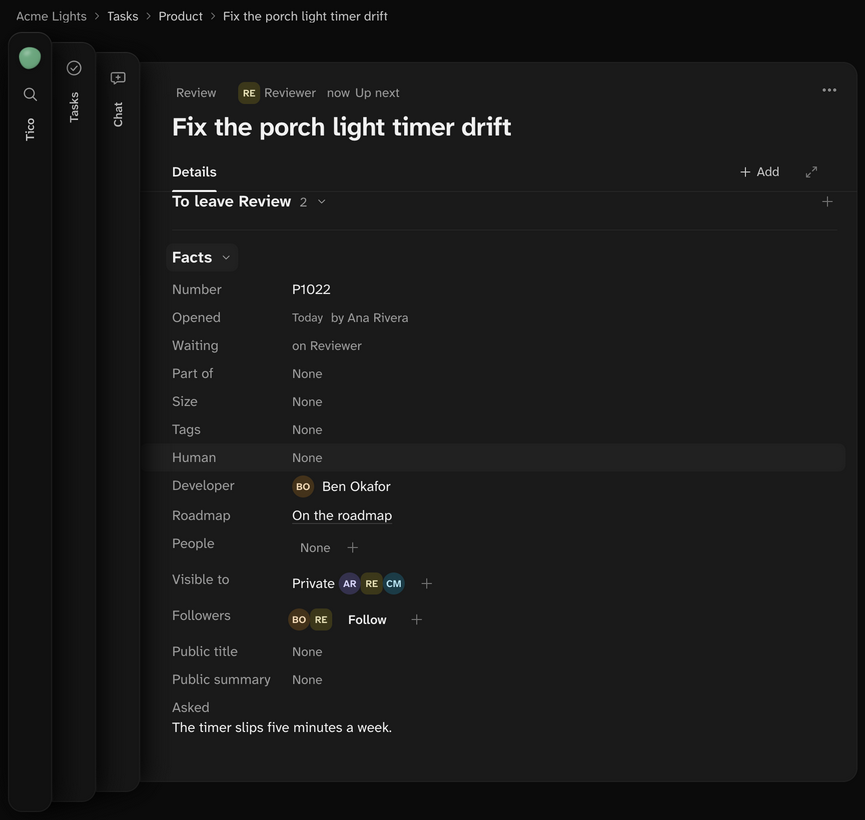 Acme Lights > Tasks > Product > Fix the porch light timer drift
Tico
Tasks
Chat
Review RE Reviewer now Up next
Fix the porch light timer drift
Details + Add
To leave Review 2
Facts
Number P1022
Opened Today by Ana Rivera
Waiting on Reviewer
Part of None
Size None
Tags None
Human None
Developer BO Ben Okafor
Roadmap On the roadmap
People None +
Visible to Private AR RE CM +
Followers BO RE Follow +
Public title None
Public summary None
Asked
The timer slips five minutes a week.